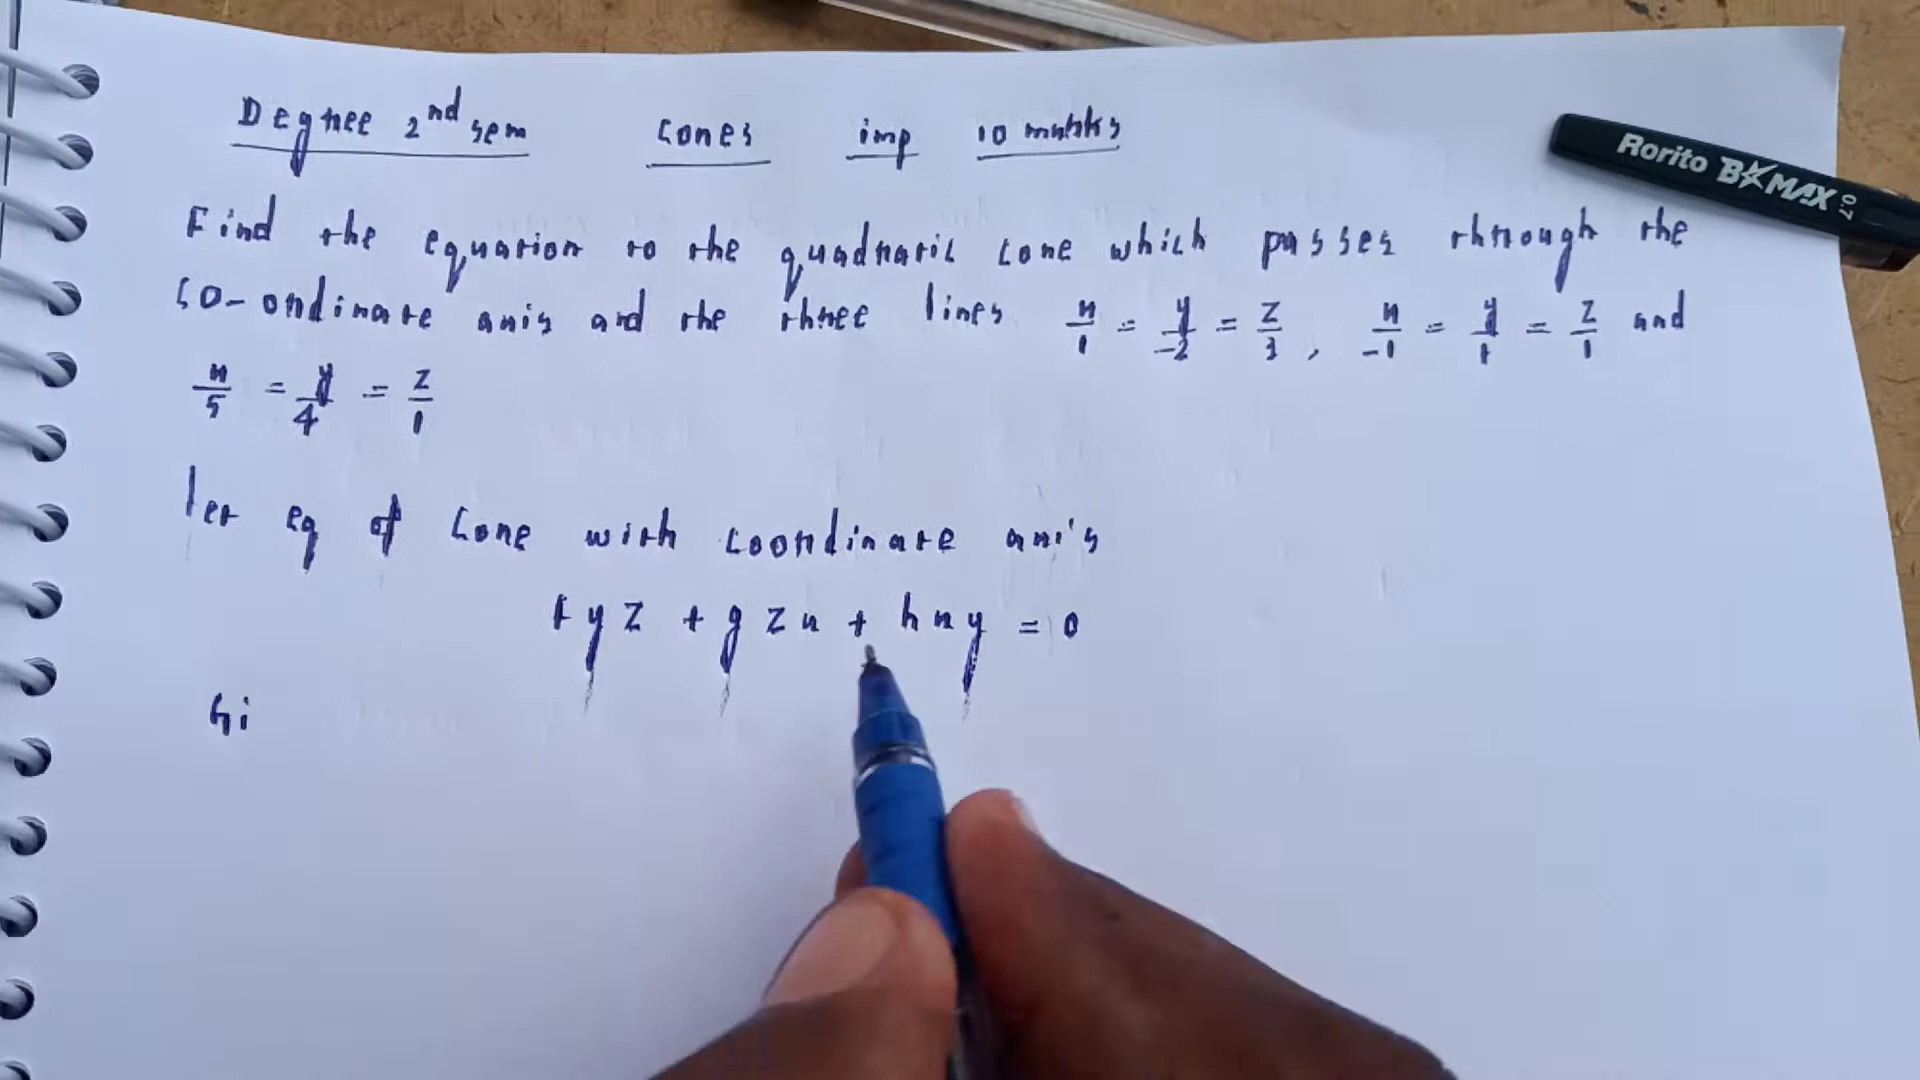 Degree 2nd sem cones imp 10 marks
Find the equation to the quadratic cone which passes through the
co-ordinate axis and the three lines x/1 = y/-2 = z/3, x/-1 = y/1 = z/1 and
x/5 = y/4 = z/1
let eq of cone with coordinate axis
fyz + gzx + hxy = 0
Gi
Rorito B★MAX 0.7